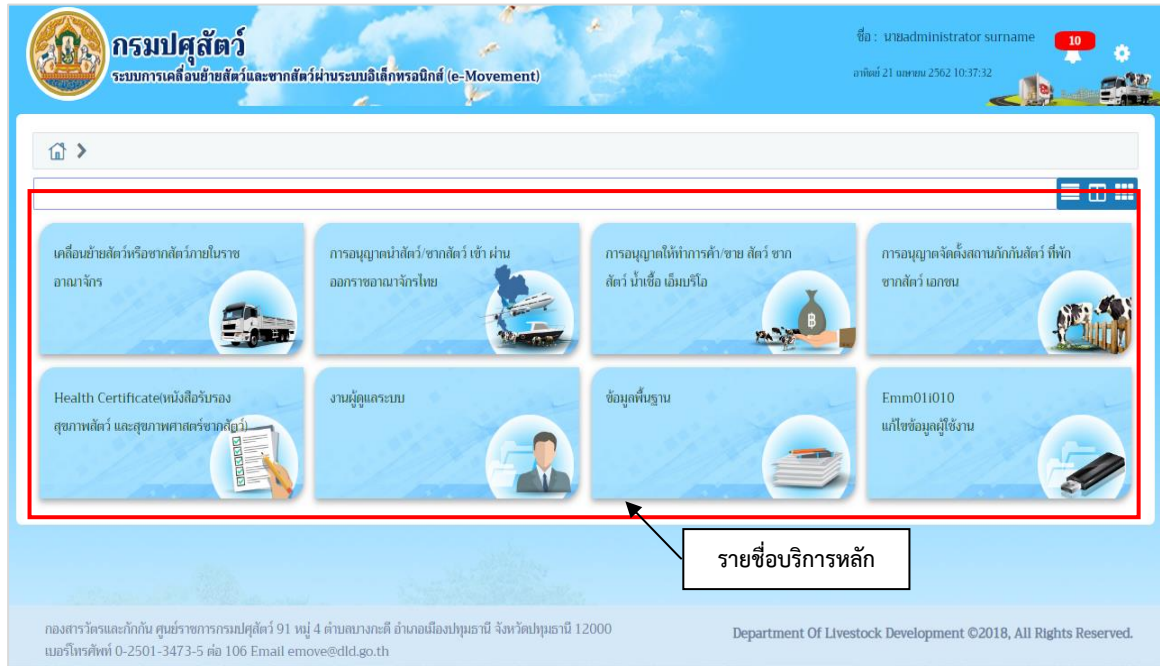 กรมปศุสัตว์
ระบบการเคลื่อนย้ายสัตว์และซากสัตว์ผ่านระบบอิเล็กทรอนิกส์ (e-Movement)
ชื่อ : นายadministrator surname
10
อาทิตย์ 21 เมษายน 2562 10:37:32
เคลื่อนย้ายสัตว์หรือซากสัตว์ภายในราช
อาณาจักร
การอนุญาตนำสัตว์/ซากสัตว์ เข้า ผ่าน
ออกราชอาณาจักรไทย
การอนุญาตให้ทำการค้า/ขาย สัตว์ ซาก
สัตว์ น้ำเชื้อ เอ็มบริโอ
การอนุญาตจัดตั้งสถานกักกันสัตว์ ที่พัก
ซากสัตว์ เอกชน
Health Certificate(หนังสือรับรอง
สุขภาพสัตว์ และสุขภาพศาสตร์ซากสัตว์)
งานผู้ดูแลระบบ
ข้อมูลพื้นฐาน
Emm01i010
แก้ไขข้อมูลผู้ใช้งาน
รายชื่อบริการหลัก
กองสารวัตรและกักกัน ศูนย์ราชการกรมปศุสัตว์ 91 หมู่ 4 ตำบลบางกะดี อำเภอเมืองปทุมธานี จังหวัดปทุมธานี 12000
เบอร์โทรศัพท์ 0-2501-3473-5 ต่อ 106 Email emove@dld.go.th
Department Of Livestock Development ©2018, All Rights Reserved.